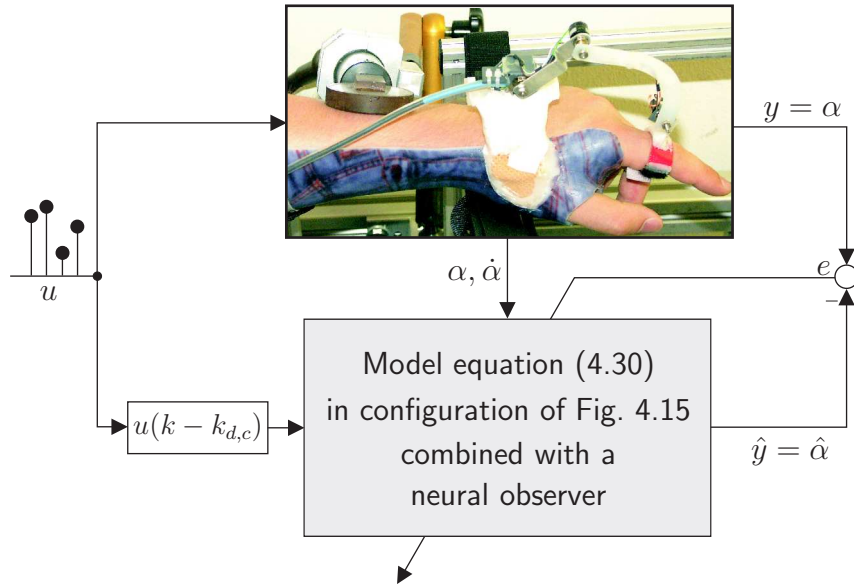 y = α
u
α, α̇
e
−
Model equation (4.30)
in configuration of Fig. 4.15
combined with a
neural observer
u(k − k_{d,c})
ŷ = α̂